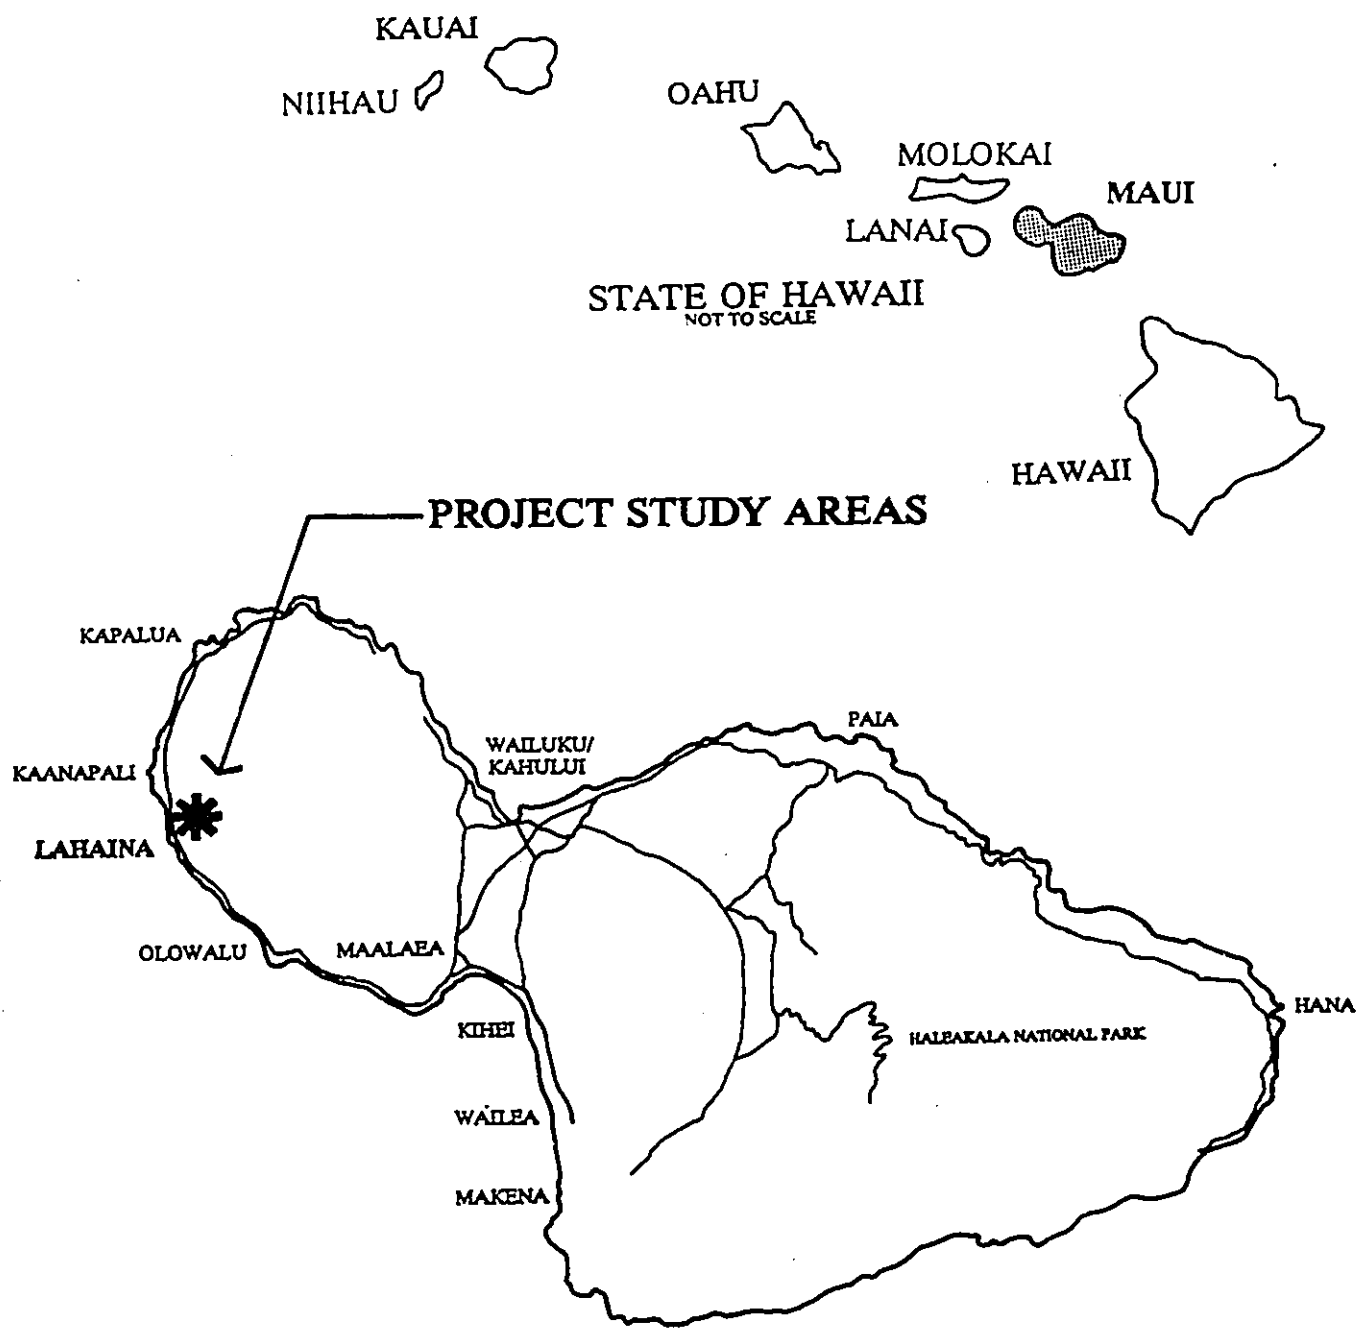 KAUAI
NIIHAU
OAHU
MOLOKAI
MAUI
LANAI
STATE OF HAWAII
NOT TO SCALE
HAWAII
PROJECT STUDY AREAS
KAPALUA
PAIA
WAILUKU/
KAHULUI
KAANAPALI
LAHAINA
OLOWALU
MAALAEA
HANA
KIHEI
HALEAKALA NATIONAL PARK
WAILEA
MAKENA